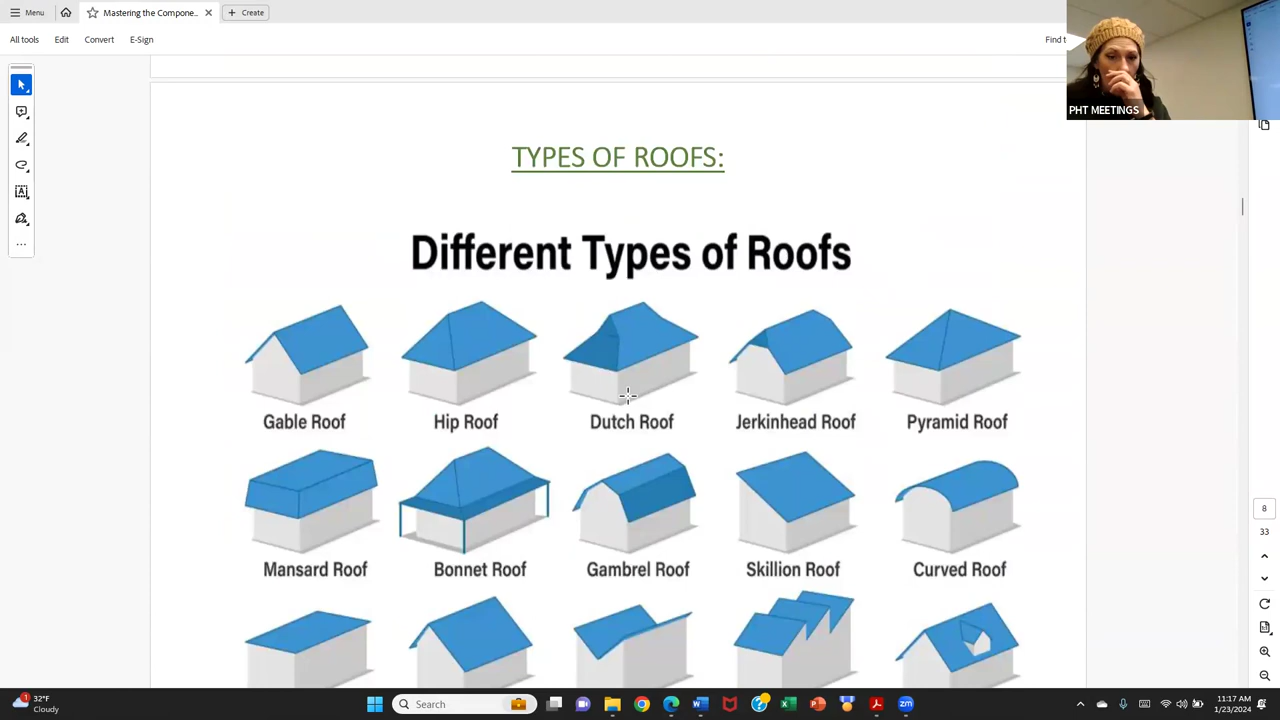 Menu
Mastering the Compone...
Create
All tools
Edit
Convert
E-Sign
Find t
PHT MEETINGS
TYPES OF ROOFS:
Different Types of Roofs
Gable Roof
Hip Roof
Dutch Roof
Jerkinhead Roof
Pyramid Roof
Mansard Roof
Bonnet Roof
Gambrel Roof
Skillion Roof
Curved Roof
8
33
1
32°F
Cloudy
Search
11:17 AM
1/23/2024